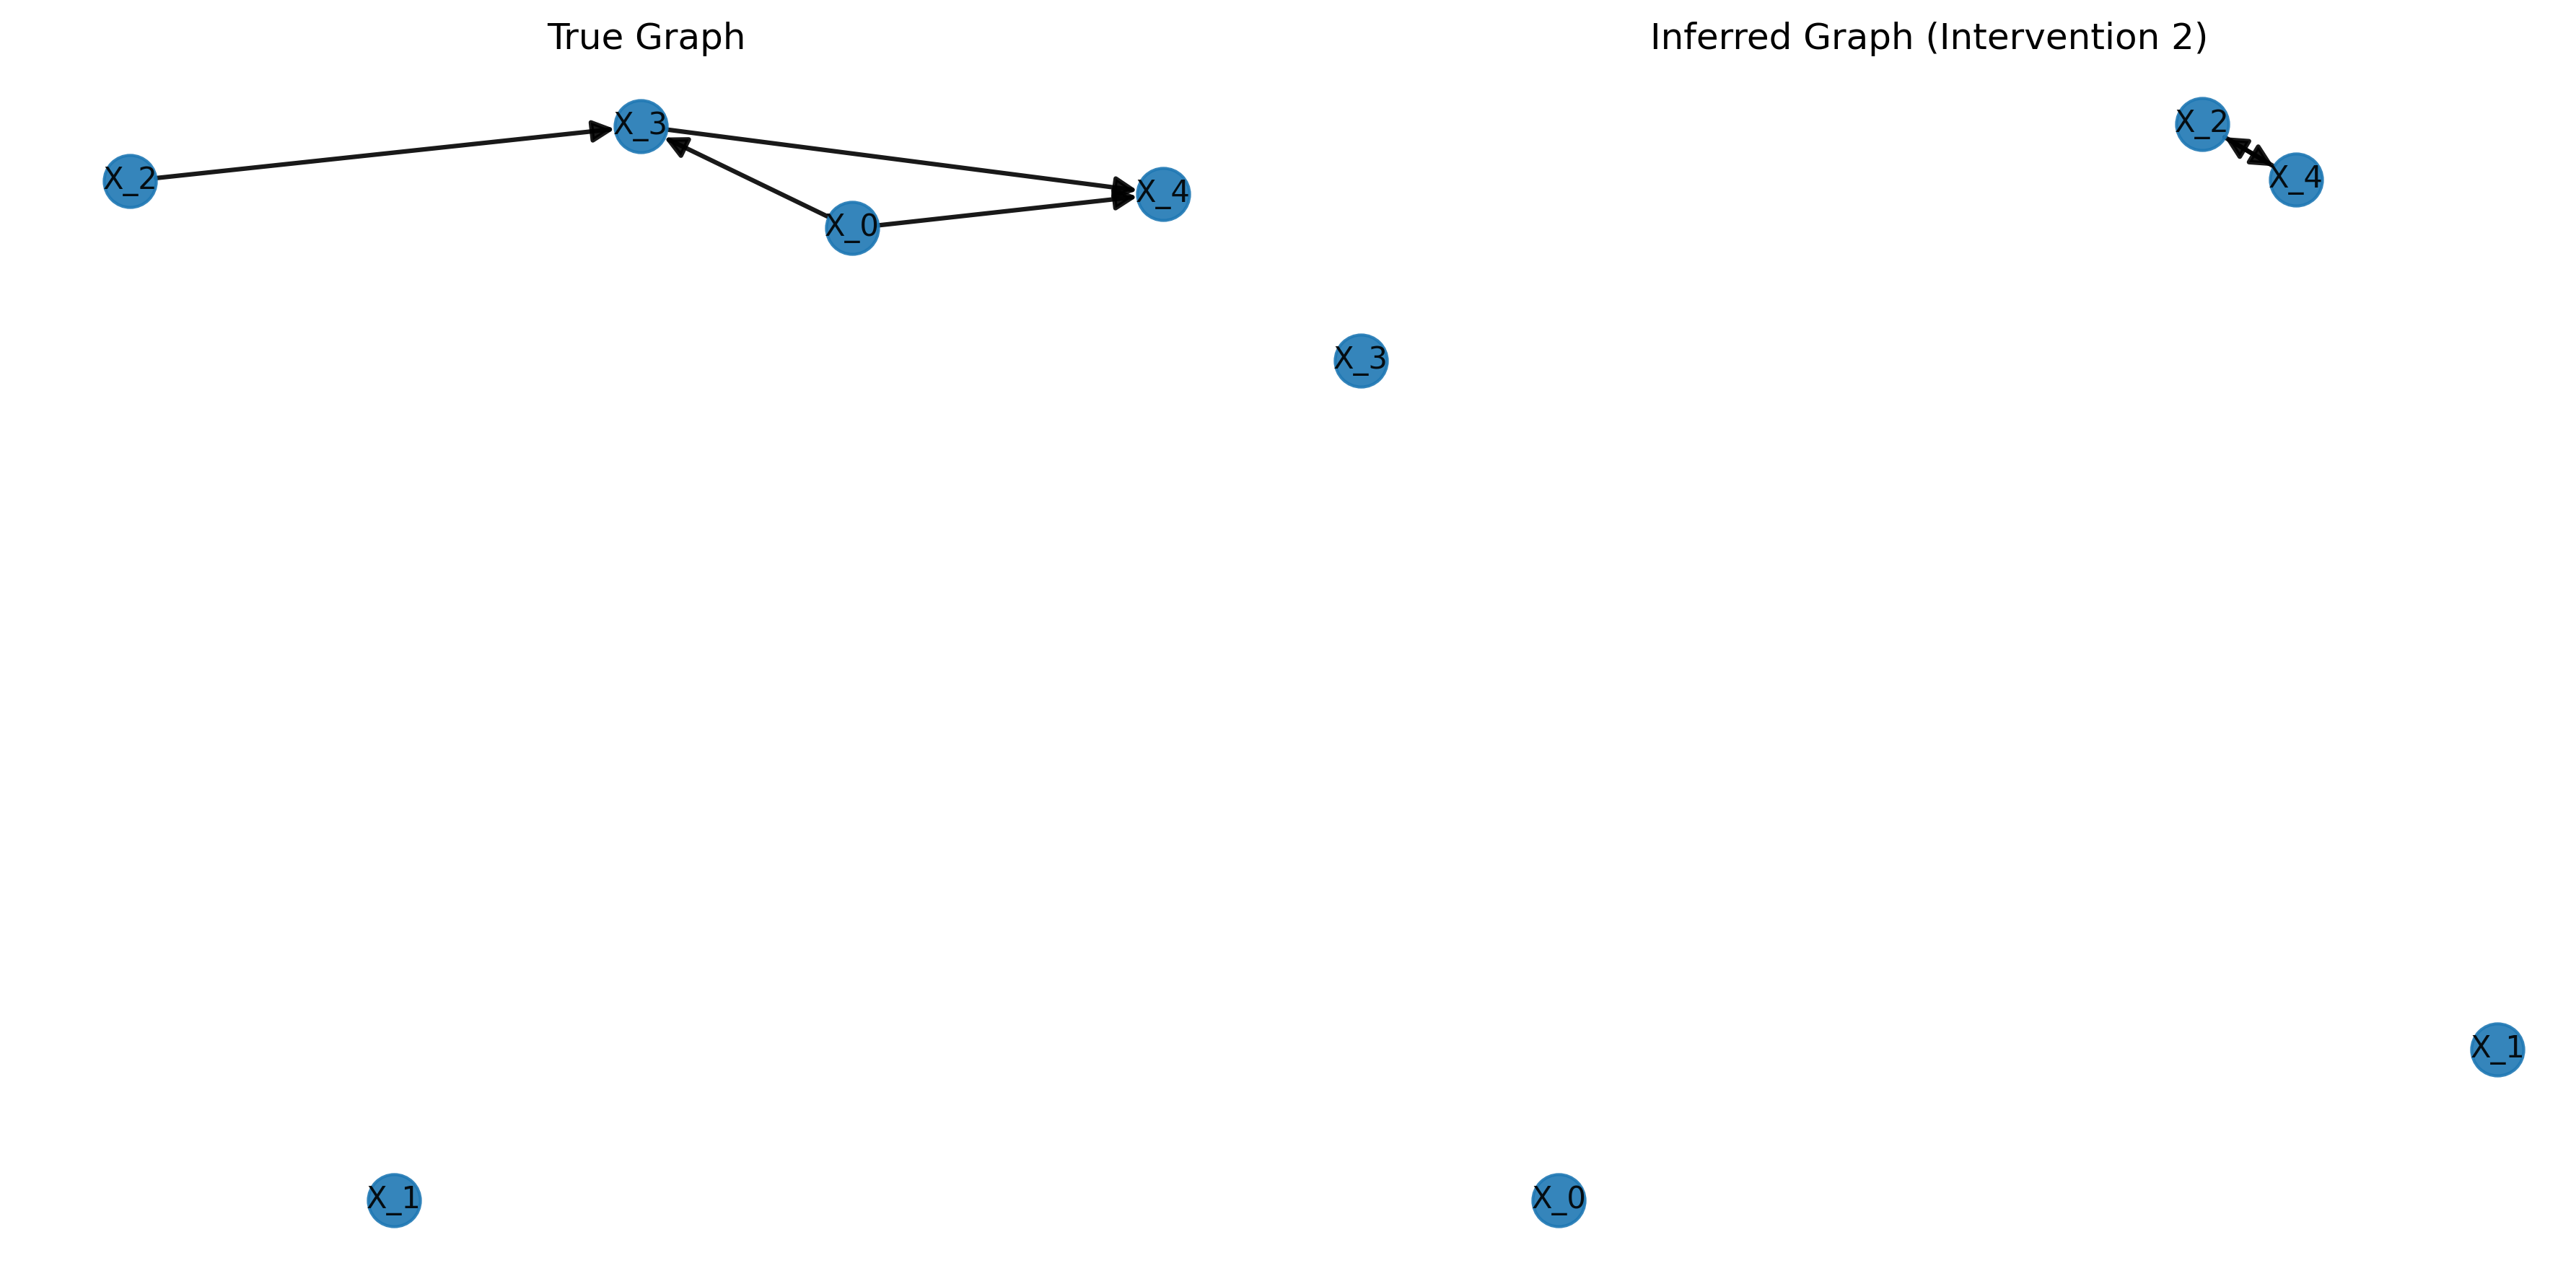 True Graph
X_2
X_3
X_0
X_4
X_1
Inferred Graph (Intervention 2)
X_2
X_4
X_3
X_1
X_0